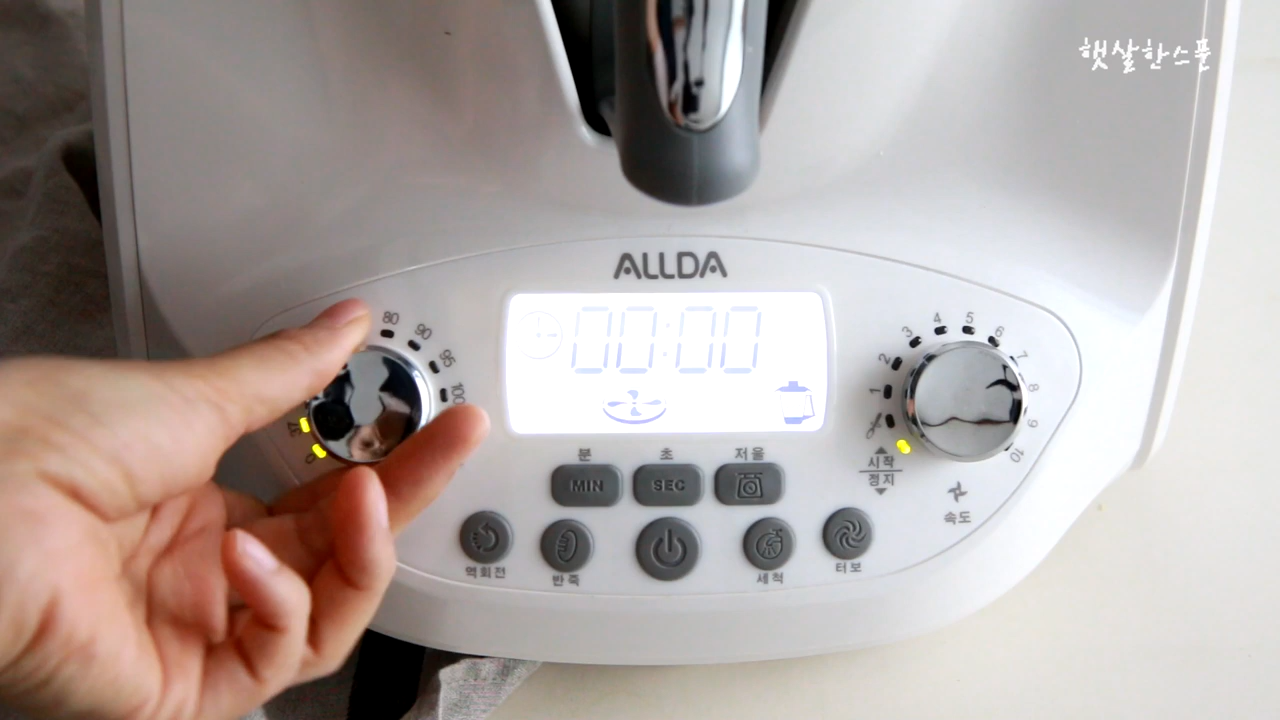 햇살한스푼
ALLDA
00:00
0
37
80
90
95
100
1
2
3
4
5
6
7
8
9
10
시작
정지
속도
분
초
저울
MIN
SEC
역회전
반죽
세척
터보